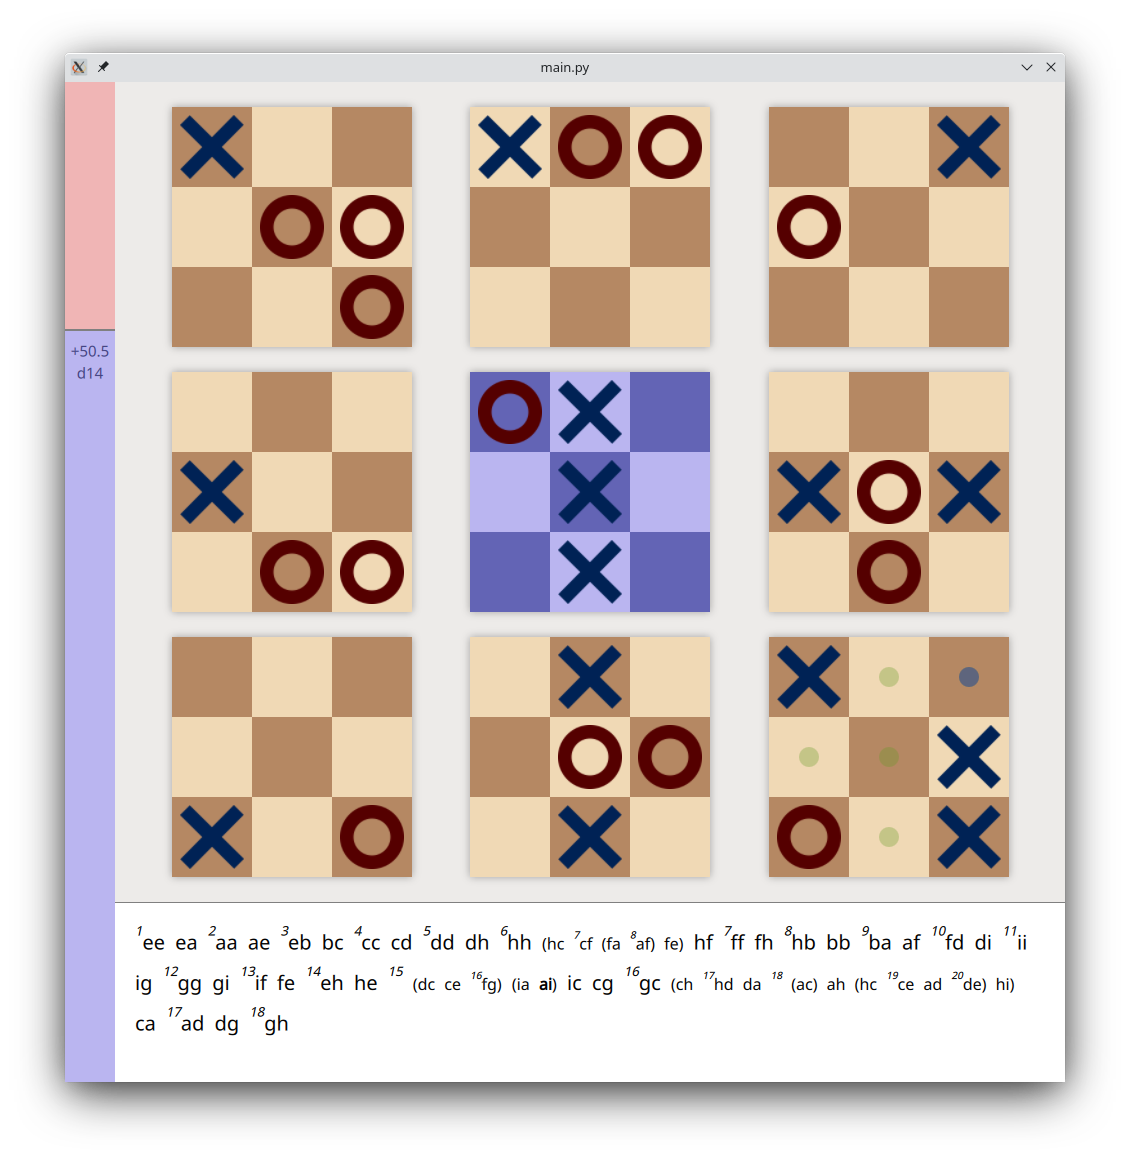 main.py
+50.5
d14
1ee ea 2aa ae 3eb bc 4cc cd 5dd dh 6hh (hc 7cf (fa 8af) fe) hf 7ff fh 8hb bb 9ba af 10fd di 11ii
ig 12gg gi 13if fe 14eh he 15 (dc ce 16fg) (ia ai) ic cg 16gc (ch 17hd da 18 (ac) ah (hc 19ce ad 20de) hi)
ca 17ad dg 18gh